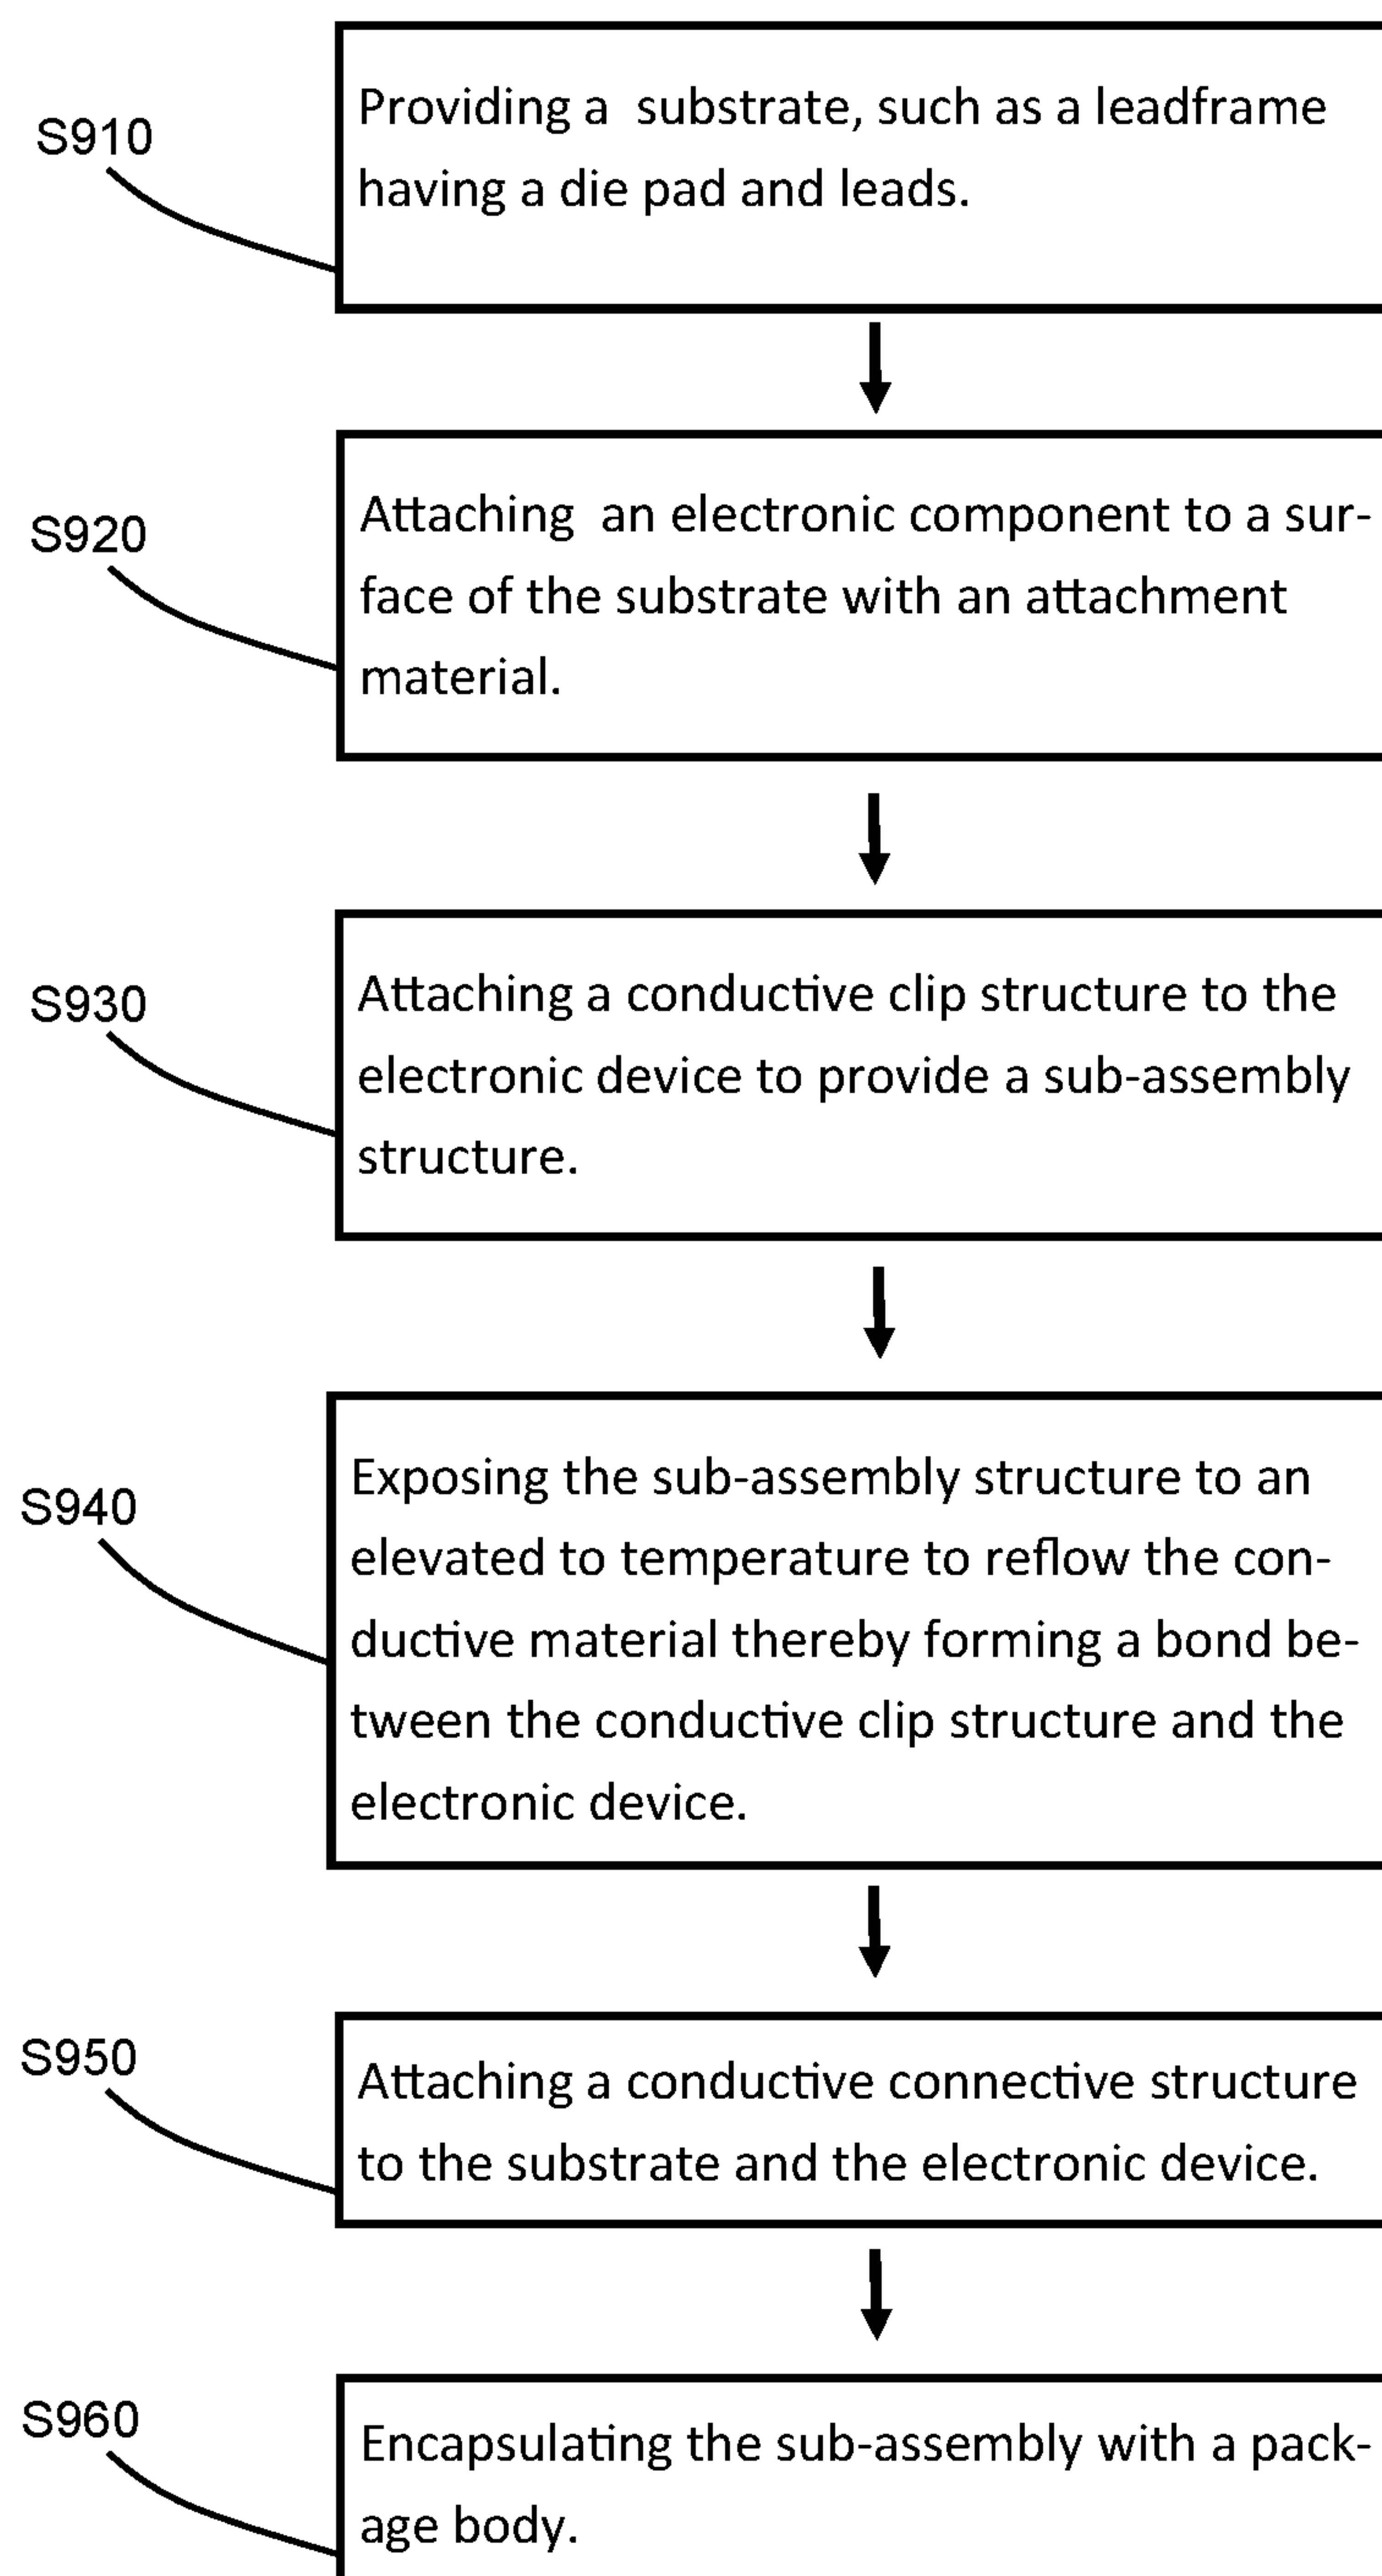 S910
Providing a  substrate, such as a leadframe
having a die pad and leads.
S920
Attaching  an electronic component to a sur-
face of the substrate with an attachment
material.
S930
Attaching a conductive clip structure to the
electronic device to provide a sub-assembly
structure.
S940
Exposing the sub-assembly structure to an
elevated to temperature to reflow the con-
ductive material thereby forming a bond be-
tween the conductive clip structure and the
electronic device.
S950
Attaching a conductive connective structure
to the substrate and the electronic device.
S960
Encapsulating the sub-assembly with a pack-
age body.